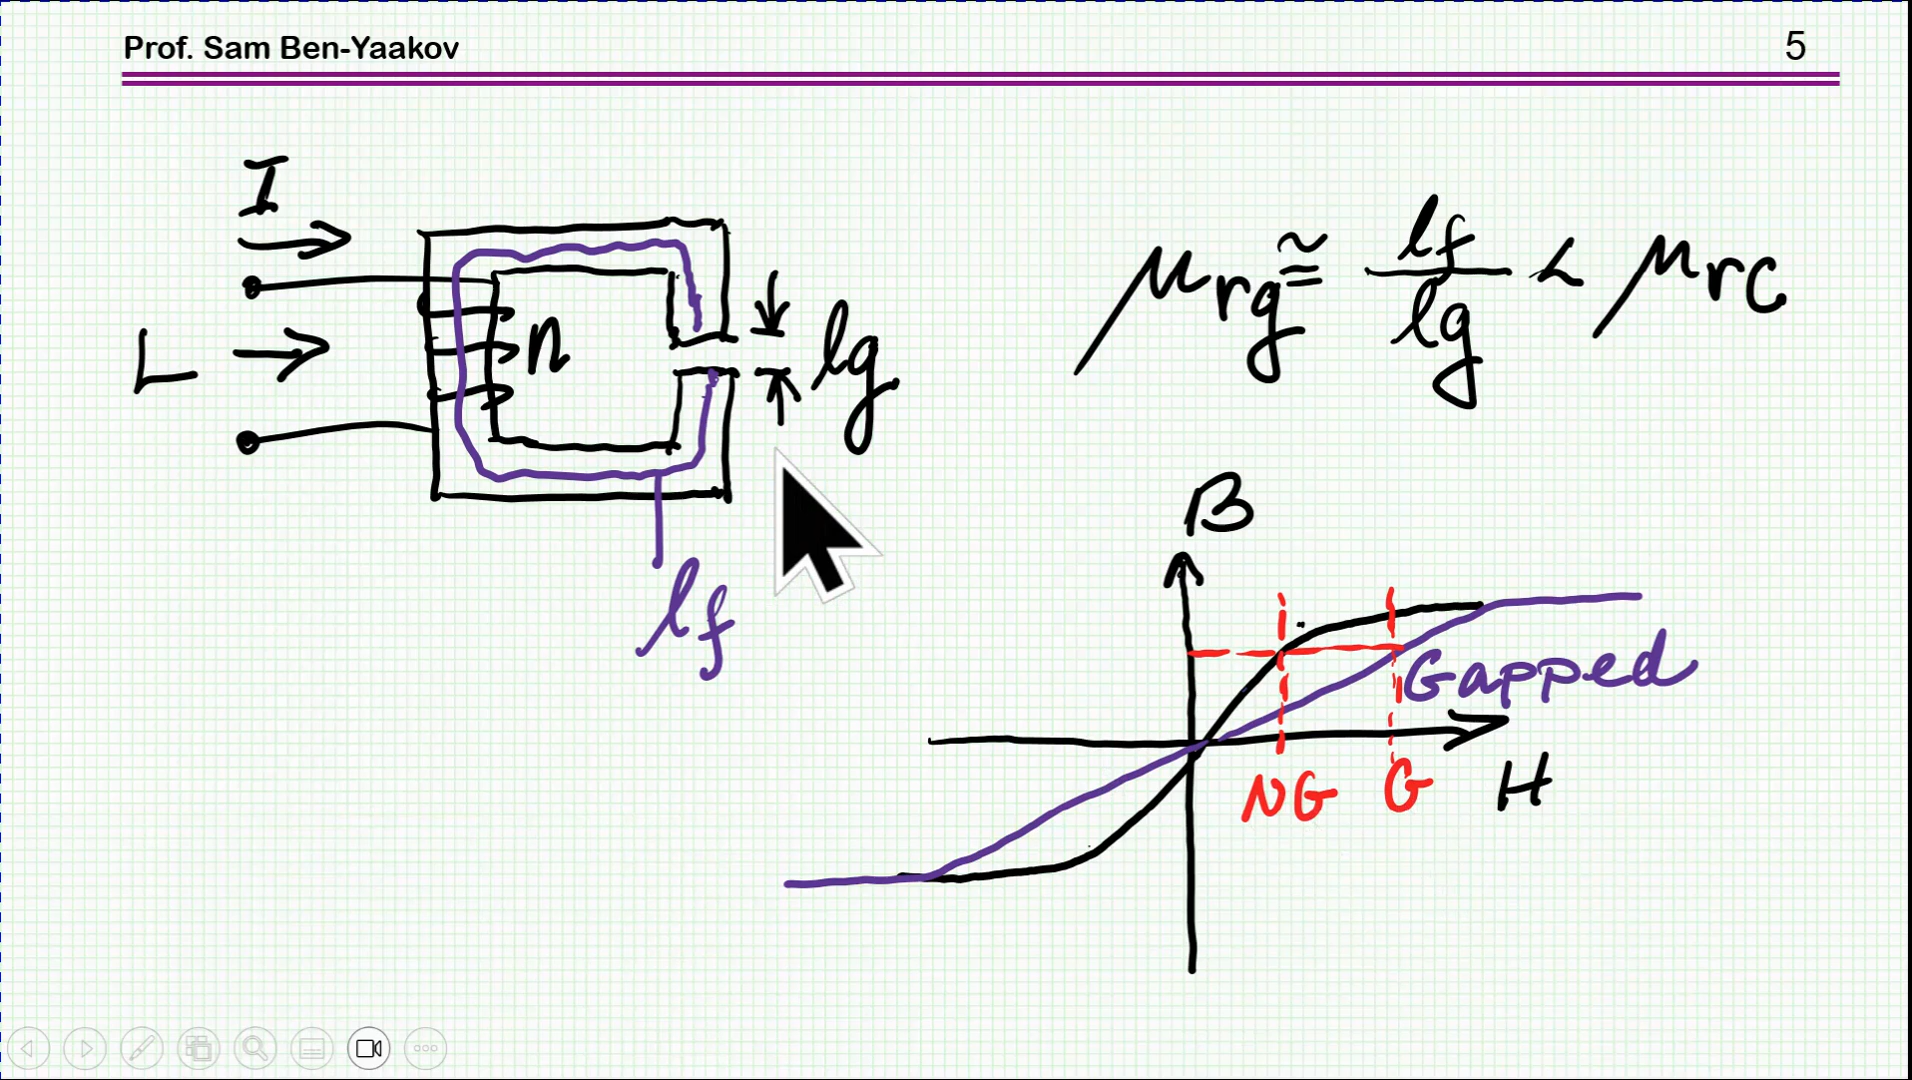 Prof. Sam Ben-Yaakov
5
I
L
n
lg
lf
μrg ≅ lf/lg < μrc
B
Gapped
NG
G
H